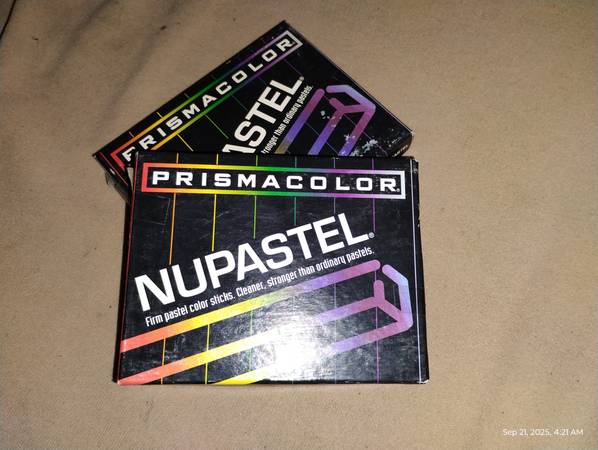 PRISMACOLOR
ASTEL®
stronger than ordinary pastels.
PRISMACOLOR®
NUPASTEL®
Firm pastel color sticks. Cleaner, stronger than ordinary pastels.
Sep 21, 2025, 4:21 AM